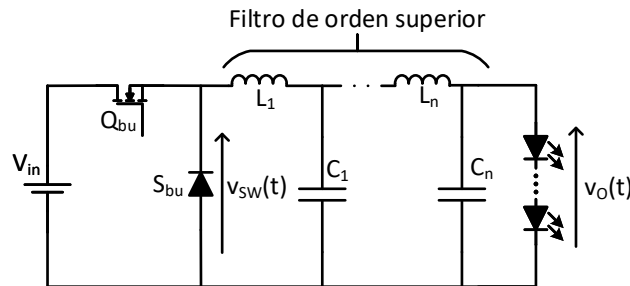 Filtro de orden superior
Q_bu
L_1
L_n
V_in
S_bu
v_SW(t)
C_1
C_n
v_O(t)